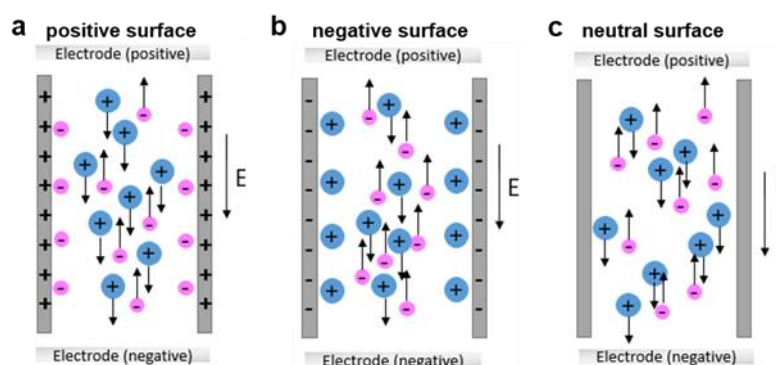 a positive surface
Electrode (positive)
E
Electrode (negative)
b negative surface
Electrode (positive)
E
Electrode (negative)
c neutral surface
Electrode (positive)
Electrode (negative)